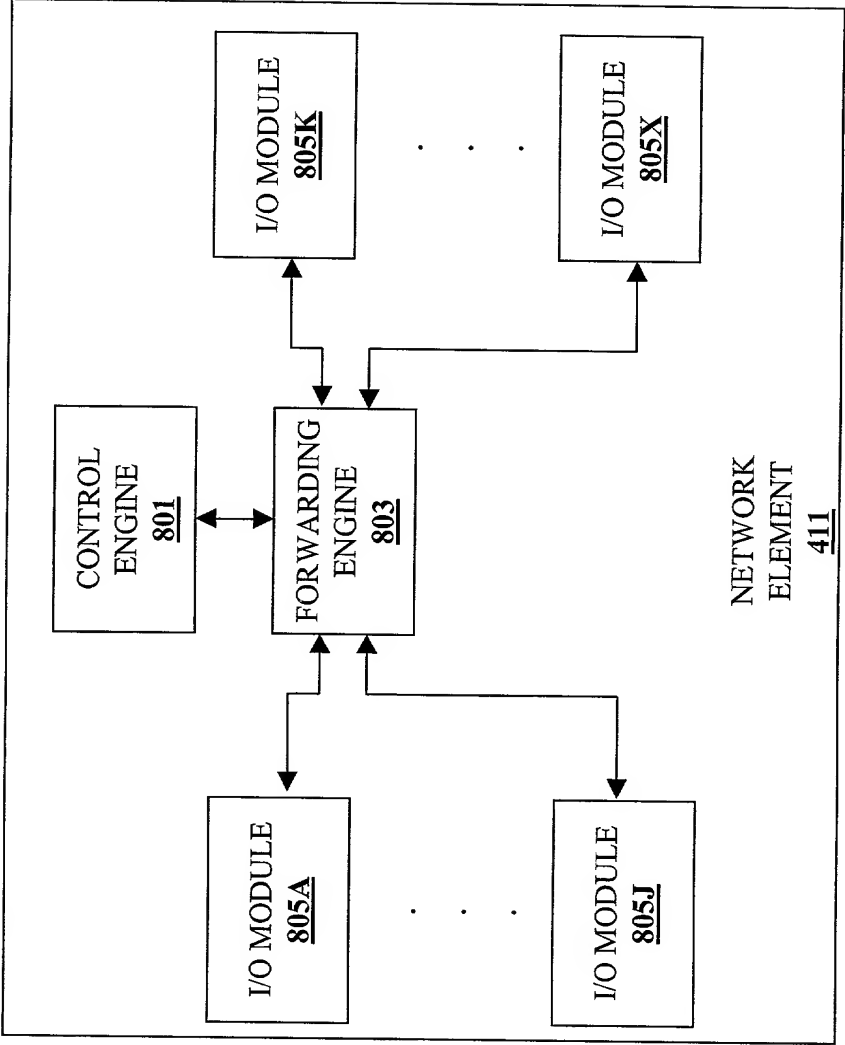 CONTROL
ENGINE
801
I/O MODULE
805A
FORWARDING
ENGINE
803
I/O MODULE
805K
I/O MODULE
805J
I/O MODULE
805X
NETWORK
ELEMENT
411